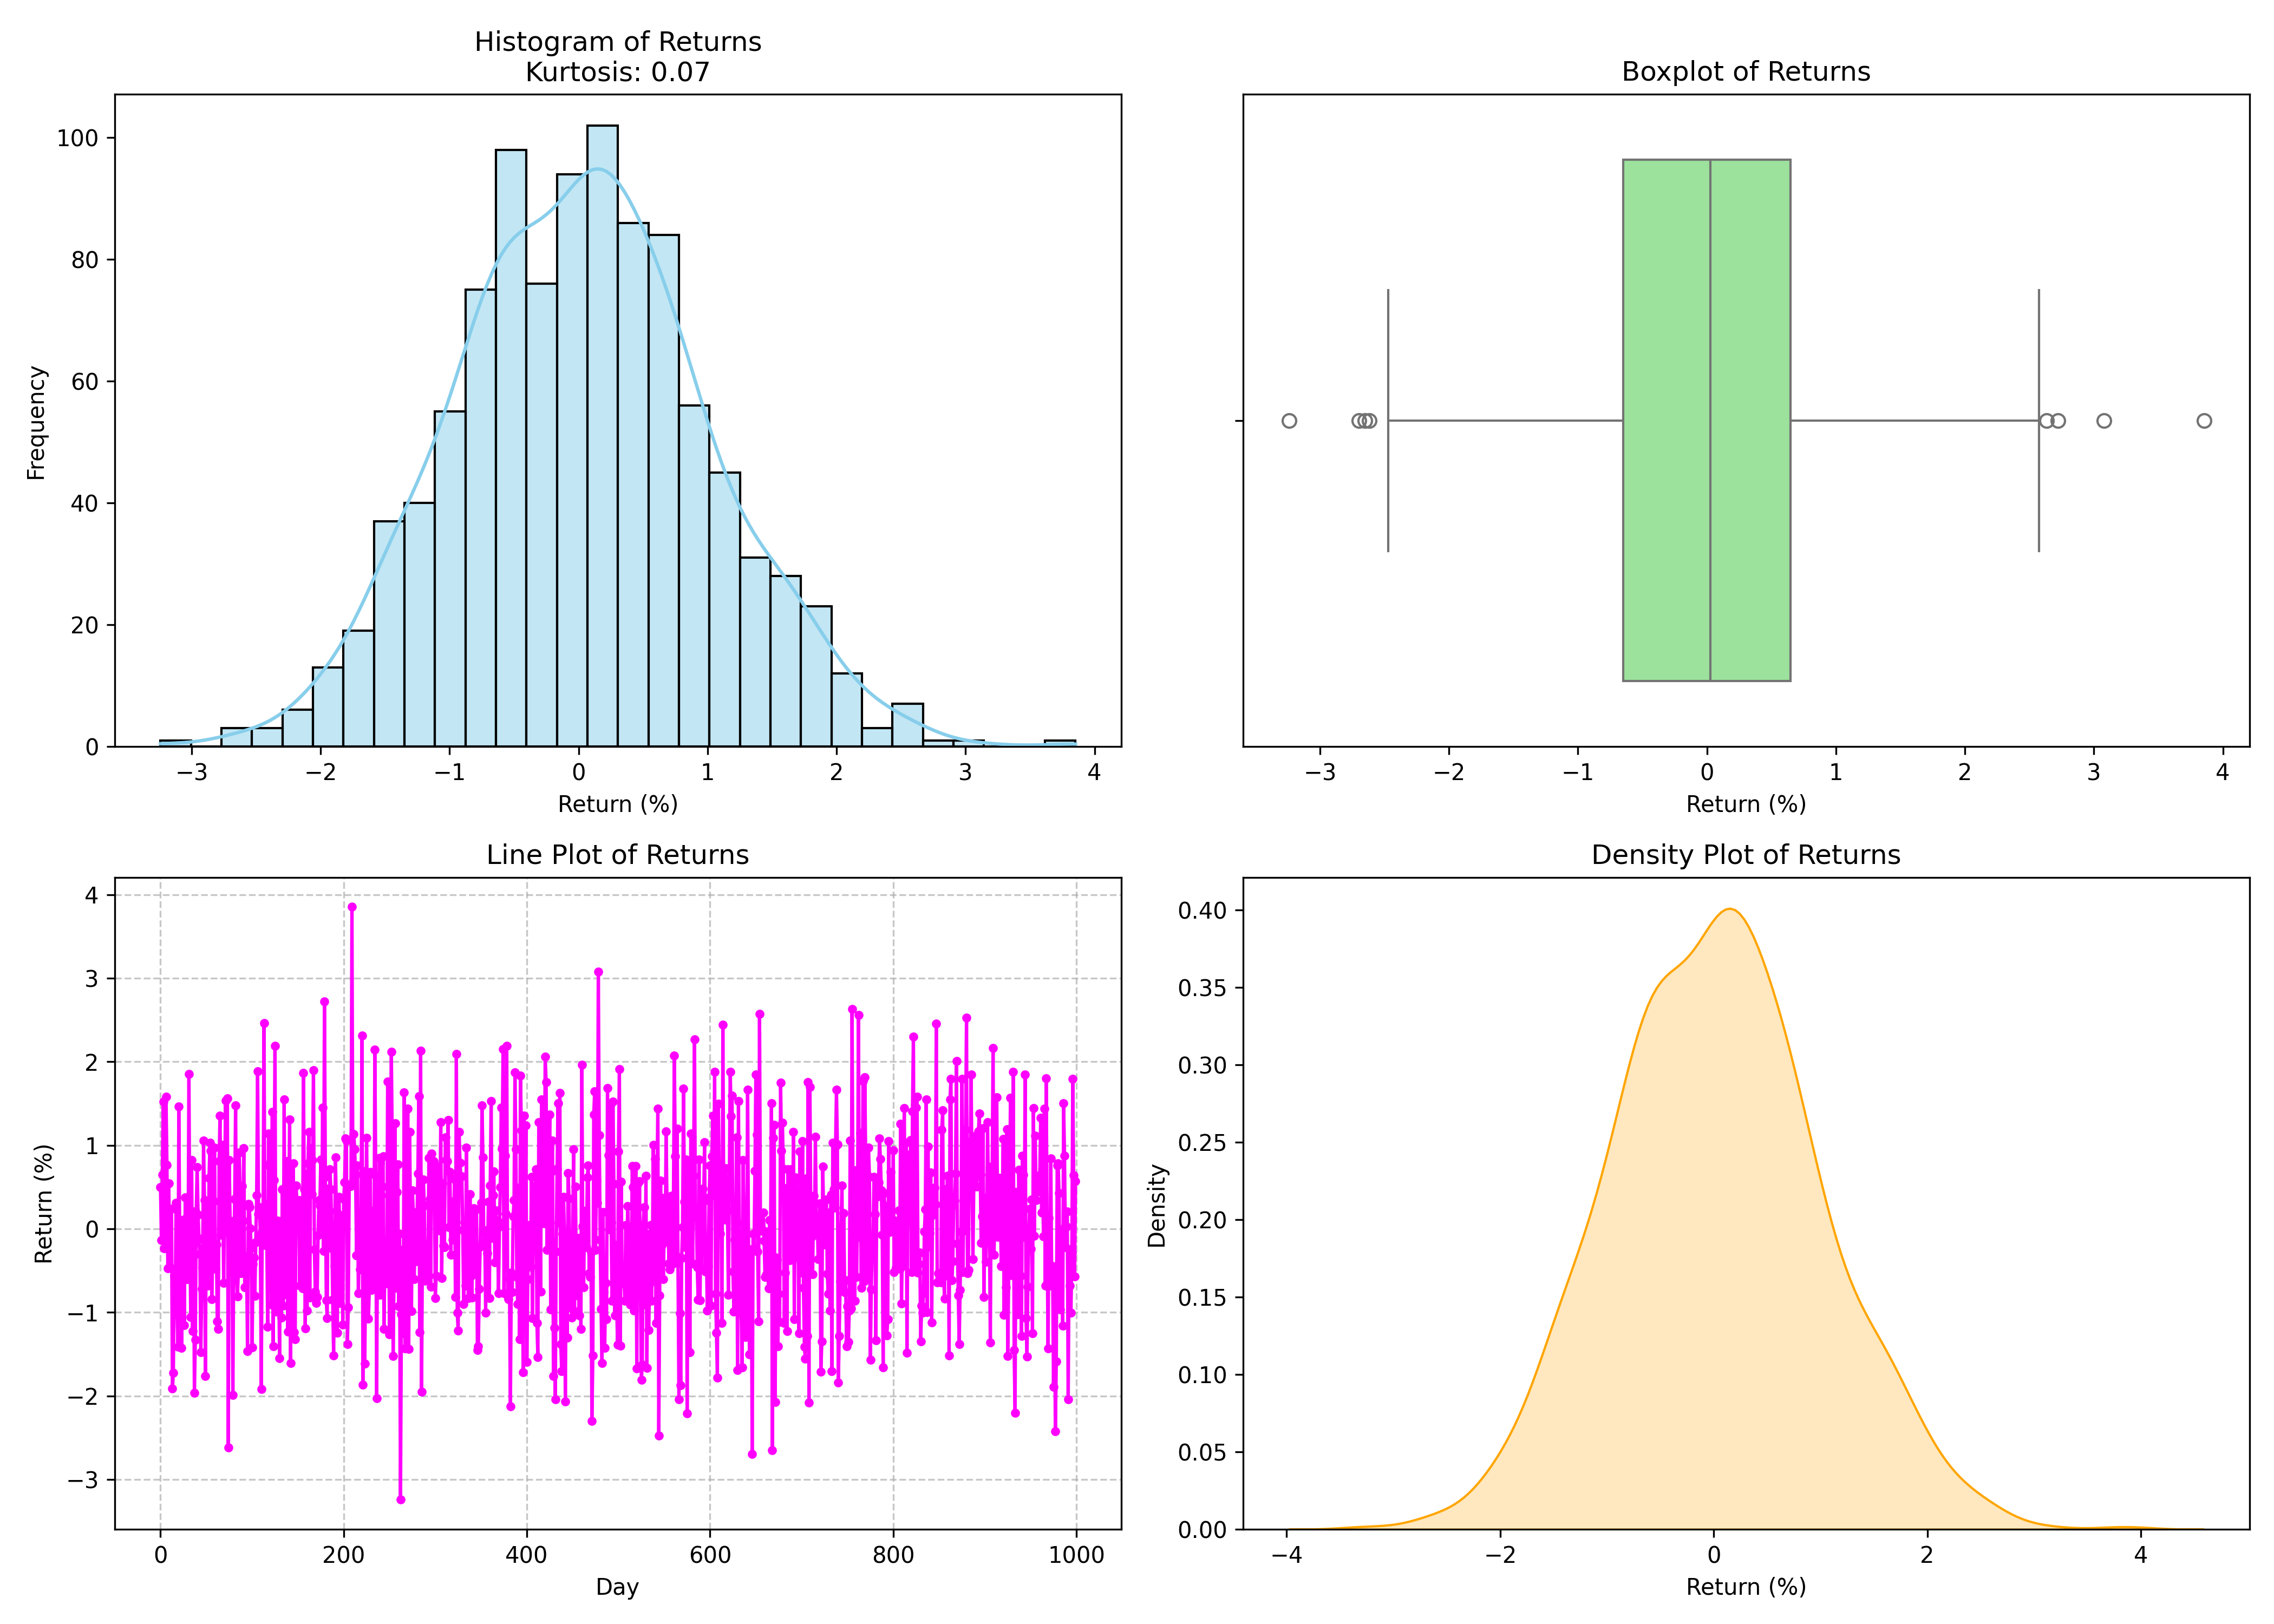 Histogram of Returns
Kurtosis: 0.07
Frequency
100
80
60
40
20
0
−3 −2 −1 0 1 2 3 4
Return (%)
Boxplot of Returns
−3 −2 −1 0 1 2 3 4
Return (%)
Line Plot of Returns
Return (%)
4
3
2
1
0
−1
−2
−3
0 200 400 600 800 1000
Day
Density Plot of Returns
Density
0.40
0.35
0.30
0.25
0.20
0.15
0.10
0.05
0.00
−4 −2 0 2 4
Return (%)